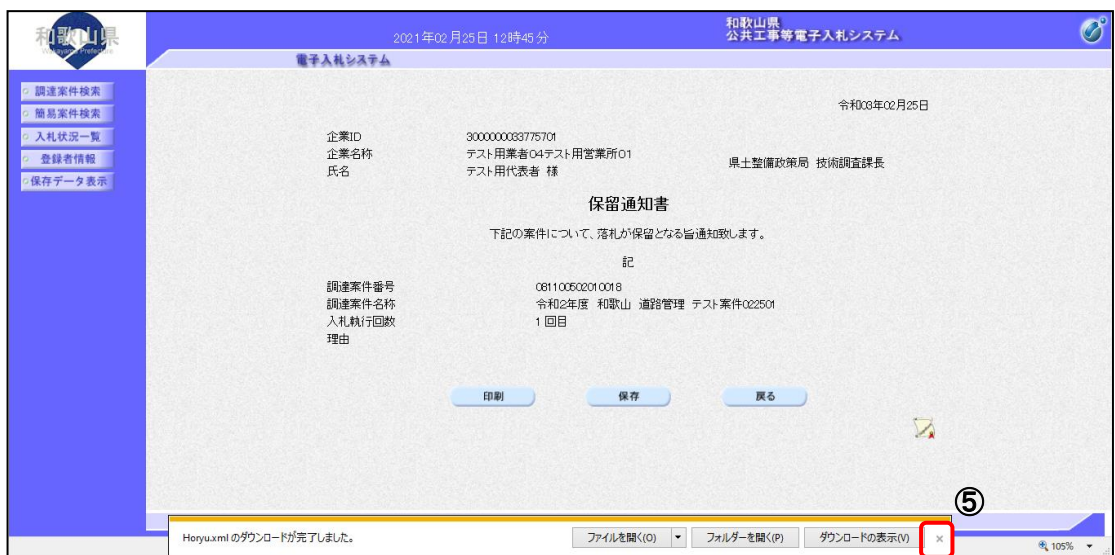 和歌山県
Wakayama Prefecture
2021年02月25日 12時45分
和歌山県
公共工事等電子入札システム
電子入札システム
調達案件検索
簡易案件検索
入札状況一覧
登録者情報
保存データ表示
令和03年02月25日
企業ID 3000000033775701
企業名称 テスト用業者04テスト用営業所01
氏名 テスト用代表者 様
県土整備政策局 技術調査課長
保留通知書
下記の案件について、落札が保留となる旨通知致します。
記
調達案件番号 081100502010018
調達案件名称 令和2年度 和歌山 道路管理 テスト案件022501
入札執行回数 1 回目
理由
印刷 保存 戻る
⑤
Horyu.xml のダウンロードが完了しました。 ファイルを開く(O) フォルダーを開く(P) ダウンロードの表示(V) ×
105%